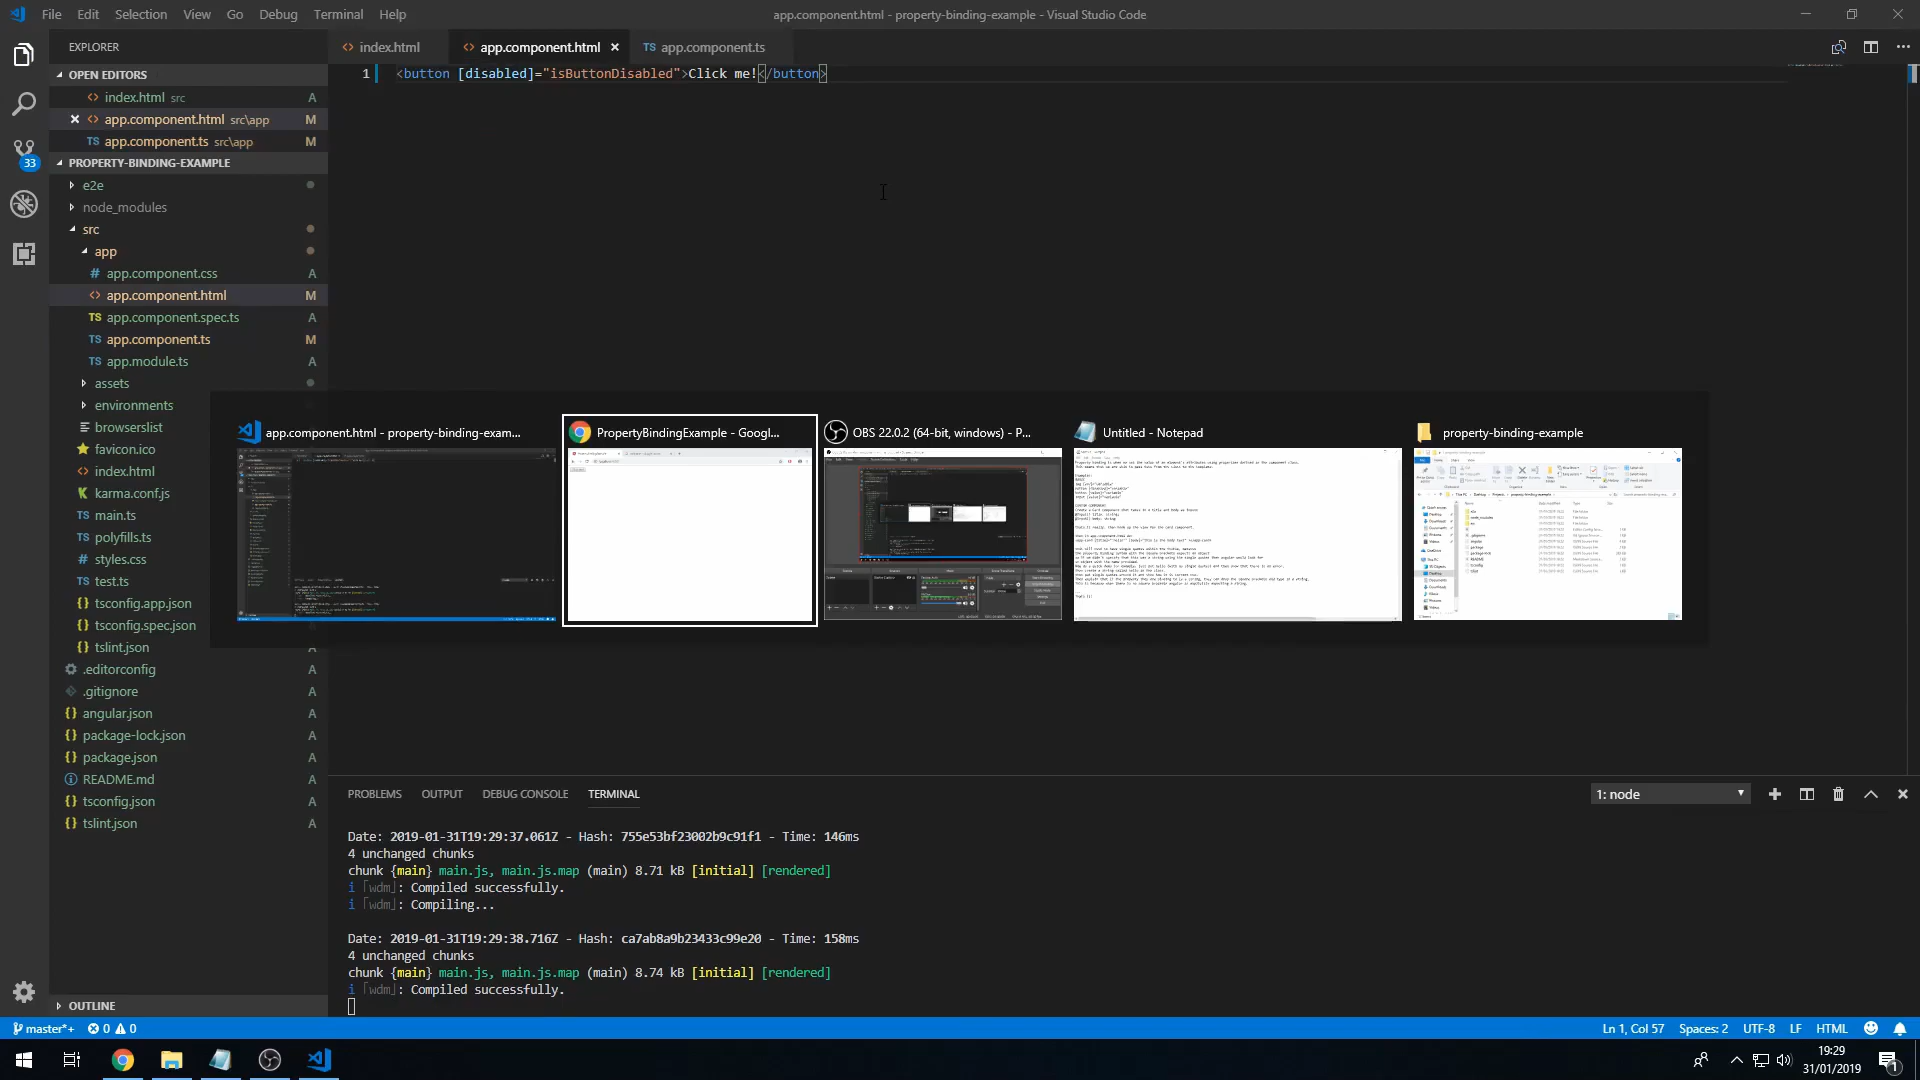 File Edit Selection View Go Debug Terminal Help
app.component.html - property-binding-example - Visual Studio Code
EXPLORER
index.html
app.component.html
TS app.component.ts
OPEN EDITORS
index.html src A
app.component.html src\app M
TS app.component.ts src\app M
1 <button [disabled]="isButtonDisabled">Click me!</button>
33
PROPERTY-BINDING-EXAMPLE
e2e
node_modules
src
app
# app.component.css A
app.component.html M
TS app.component.spec.ts A
TS app.component.ts M
TS app.module.ts A
assets
environments
browserslist
favicon.ico
index.html
karma.conf.js
TS main.ts
TS polyfills.ts
# styles.css
TS test.ts
{} tsconfig.app.json
{} tsconfig.spec.json
{} tslint.json A
.editorconfig A
.gitignore A
{} angular.json A
{} package-lock.json A
{} package.json A
README.md A
{} tsconfig.json A
{} tslint.json A
OUTLINE
app.component.html - property-binding-exam...
PropertyBindingExample - Googl...
OBS 22.0.2 (64-bit, windows) - P...
Untitled - Notepad
property-binding-example
PROBLEMS OUTPUT DEBUG CONSOLE TERMINAL
1: node
Date: 2019-01-31T19:29:37.061Z - Hash: 755e53bf23002b9c91f1 - Time: 146ms
4 unchanged chunks
chunk {main} main.js, main.js.map (main) 8.71 kB [initial] [rendered]
i ｢wdm｣: Compiled successfully.
i ｢wdm｣: Compiling...
Date: 2019-01-31T19:29:38.716Z - Hash: ca7ab8a9b23433c99e20 - Time: 158ms
4 unchanged chunks
chunk {main} main.js, main.js.map (main) 8.74 kB [initial] [rendered]
i ｢wdm｣: Compiled successfully.
master*+ 0 0
Ln 1, Col 57 Spaces: 2 UTF-8 LF HTML
19:29
31/01/2019
1